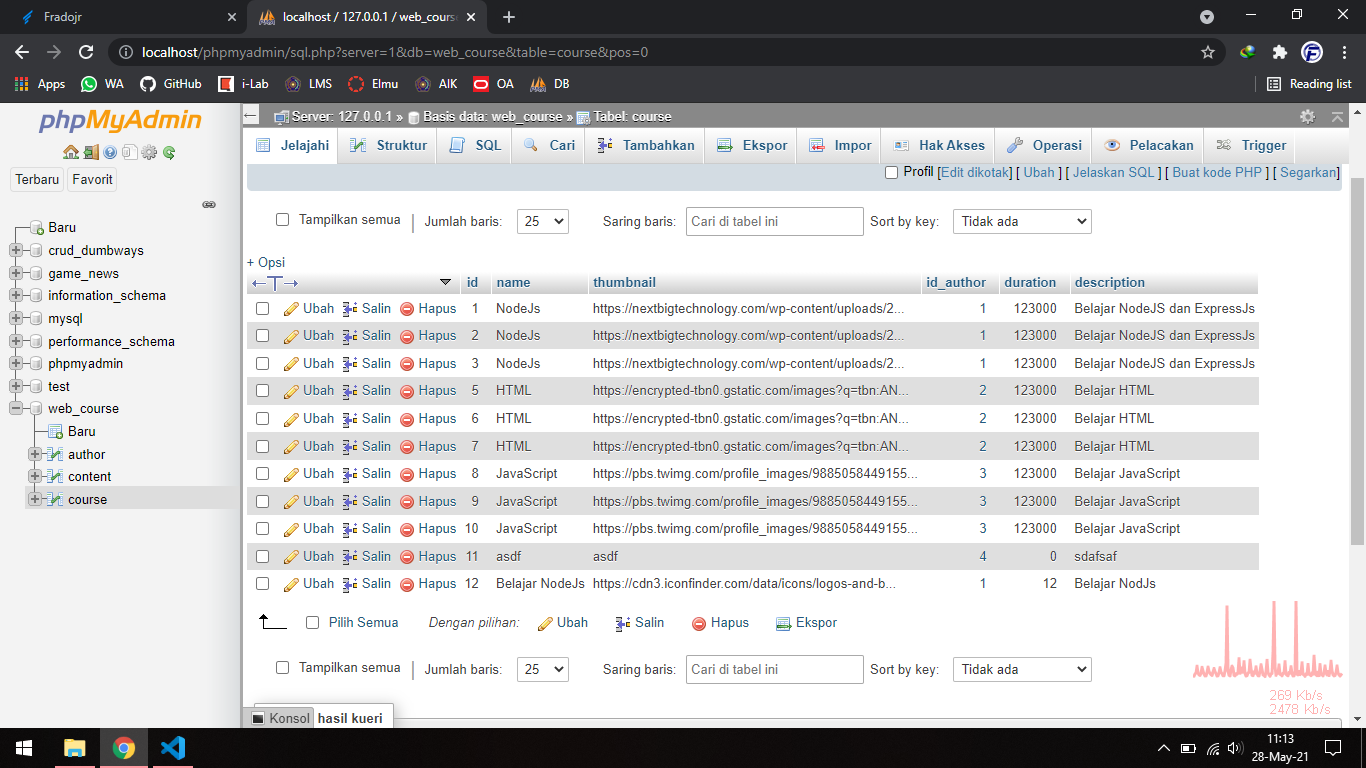 Fradojr
localhost / 127.0.0.1 / web_cours
localhost/phpmyadmin/sql.php?server=1&db=web_course&table=course&pos=0
Apps WA GitHub i-Lab LMS Elmu AIK OA DB Reading list
phpMyAdmin
Terbaru Favorit
Baru
crud_dumbways
game_news
information_schema
mysql
performance_schema
phpmyadmin
test
web_course
Baru
author
content
course
Server: 127.0.0.1 » Basis data: web_course » Tabel: course
Jelajahi Struktur SQL Cari Tambahkan Ekspor Impor Hak Akses Operasi Pelacakan Trigger
Profil [Edit dikotak] [ Ubah ] [ Jelaskan SQL ] [ Buat kode PHP ] [ Segarkan]
Tampilkan semua | Jumlah baris: 25 Saring baris: Cari di tabel ini Sort by key: Tidak ada
+ Opsi
←T→ id name thumbnail id_author duration description
Ubah Salin Hapus 1 NodeJs https://nextbigtechnology.com/wp-content/uploads/2... 1 123000 Belajar NodeJS dan ExpressJs
Ubah Salin Hapus 2 NodeJs https://nextbigtechnology.com/wp-content/uploads/2... 1 123000 Belajar NodeJS dan ExpressJs
Ubah Salin Hapus 3 NodeJs https://nextbigtechnology.com/wp-content/uploads/2... 1 123000 Belajar NodeJS dan ExpressJs
Ubah Salin Hapus 5 HTML https://encrypted-tbn0.gstatic.com/images?q=tbn:AN... 2 123000 Belajar HTML
Ubah Salin Hapus 6 HTML https://encrypted-tbn0.gstatic.com/images?q=tbn:AN... 2 123000 Belajar HTML
Ubah Salin Hapus 7 HTML https://encrypted-tbn0.gstatic.com/images?q=tbn:AN... 2 123000 Belajar HTML
Ubah Salin Hapus 8 JavaScript https://pbs.twimg.com/profile_images/9885058449155... 3 123000 Belajar JavaScript
Ubah Salin Hapus 9 JavaScript https://pbs.twimg.com/profile_images/9885058449155... 3 123000 Belajar JavaScript
Ubah Salin Hapus 10 JavaScript https://pbs.twimg.com/profile_images/9885058449155... 3 123000 Belajar JavaScript
Ubah Salin Hapus 11 asdf asdf 4 0 sdafsaf
Ubah Salin Hapus 12 Belajar NodeJs https://cdn3.iconfinder.com/data/icons/logos-and-b... 1 12 Belajar NodJs
Pilih Semua Dengan pilihan: Ubah Salin Hapus Ekspor
Tampilkan semua | Jumlah baris: 25 Saring baris: Cari di tabel ini Sort by key: Tidak ada
269 Kb/s
2478 Kb/s
Konsol hasil kueri
11:13
28-May-21